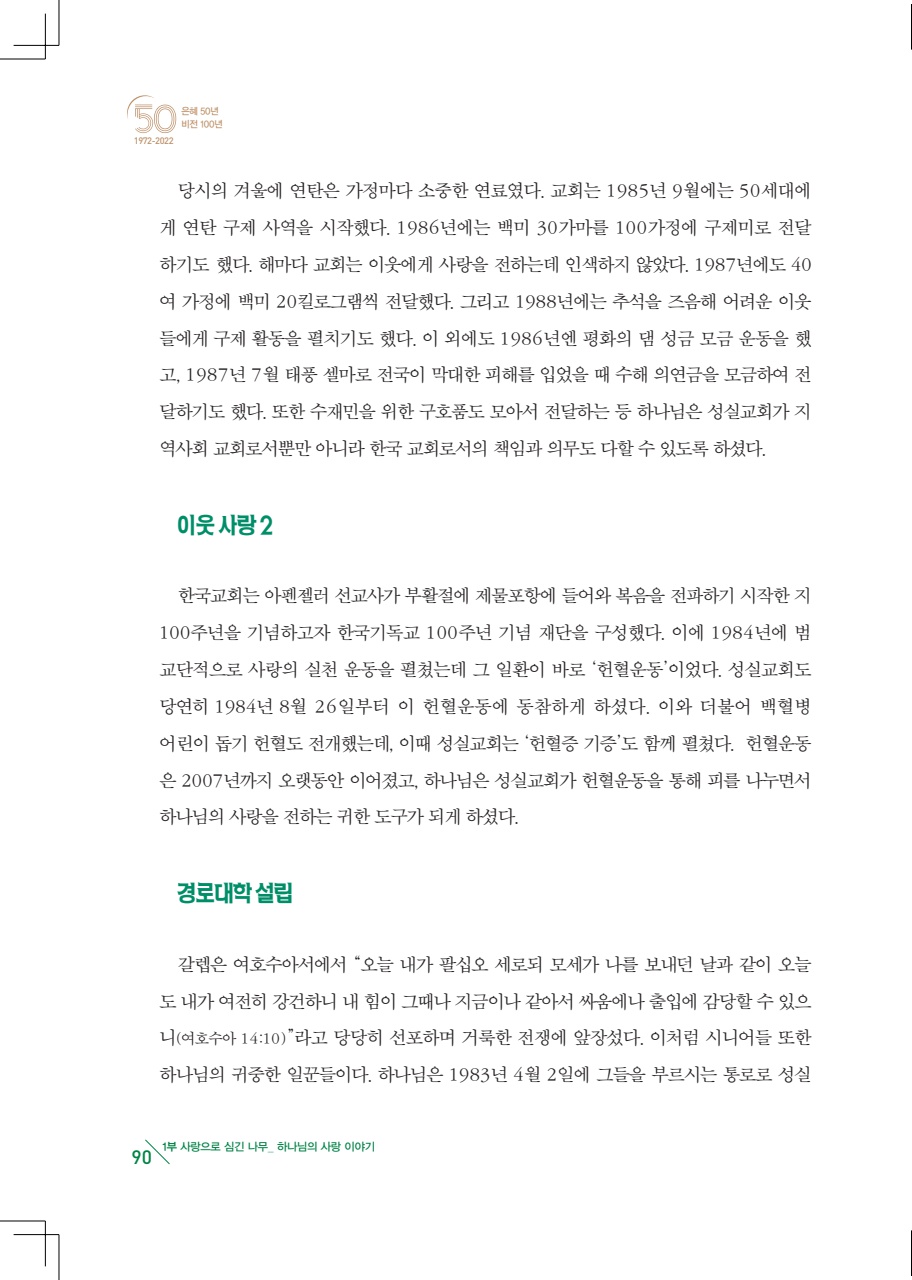 50
은혜 50년
비전 100년
1972-2022
당시의 겨울에 연탄은 가정마다 소중한 연료였다. 교회는 1985년 9월에는 50세대에
게 연탄 구제 사역을 시작했다. 1986년에는 백미 30가마를 100가정에 구제미로 전달
하기도 했다. 해마다 교회는 이웃에게 사랑을 전하는데 인색하지 않았다. 1987년에도 40
여 가정에 백미 20킬로그램씩 전달했다. 그리고 1988년에는 추석을 즈음해 어려운 이웃
들에게 구제 활동을 펼치기도 했다. 이 외에도 1986년엔 평화의 댐 성금 모금 운동을 했
고, 1987년 7월 태풍 셀마로 전국이 막대한 피해를 입었을 때 수해 의연금을 모금하여 전
달하기도 했다. 또한 수재민을 위한 구호품도 모아서 전달하는 등 하나님은 성실교회가 지
역사회 교회로서뿐만 아니라 한국 교회로서의 책임과 의무도 다할 수 있도록 하셨다.
이웃 사랑 2
한국교회는 아펜젤러 선교사가 부활절에 제물포항에 들어와 복음을 전파하기 시작한 지
100주년을 기념하고자 한국기독교 100주년 기념 재단을 구성했다. 이에 1984년에 범
교단적으로 사랑의 실천 운동을 펼쳤는데 그 일환이 바로 ‘헌혈운동’이었다. 성실교회도
당연히 1984년 8월 26일부터 이 헌혈운동에 동참하게 하셨다. 이와 더불어 백혈병
어린이 돕기 헌혈도 전개했는데, 이때 성실교회는 ‘헌혈증 기증’도 함께 펼쳤다. 헌혈운동
은 2007년까지 오랫동안 이어졌고, 하나님은 성실교회가 헌혈운동을 통해 피를 나누면서
하나님의 사랑을 전하는 귀한 도구가 되게 하셨다.
경로대학 설립
갈렙은 여호수아서에서 “오늘 내가 팔십오 세로되 모세가 나를 보내던 날과 같이 오늘
도 내가 여전히 강건하니 내 힘이 그때나 지금이나 같아서 싸움에나 출입에 감당할 수 있으
니(여호수아 14:10)”라고 당당히 선포하며 거룩한 전쟁에 앞장섰다. 이처럼 시니어들 또한
하나님의 귀중한 일꾼들이다. 하나님은 1983년 4월 2일에 그들을 부르시는 통로로 성실
90
1부 사랑으로 심긴 나무_ 하나님의 사랑 이야기